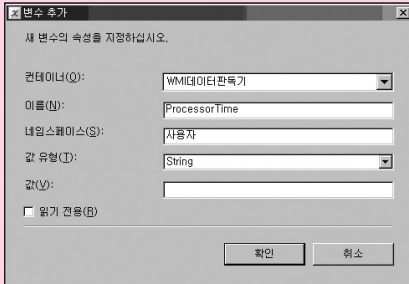 변수 추가
새 변수의 속성을 지정하십시오.
컨테이너(O): WMI데이터판독기
이름(N): ProcessorTime
네임스페이스(S): 사용자
값 유형(T): String
값(V):
읽기 전용(R)
확인 취소